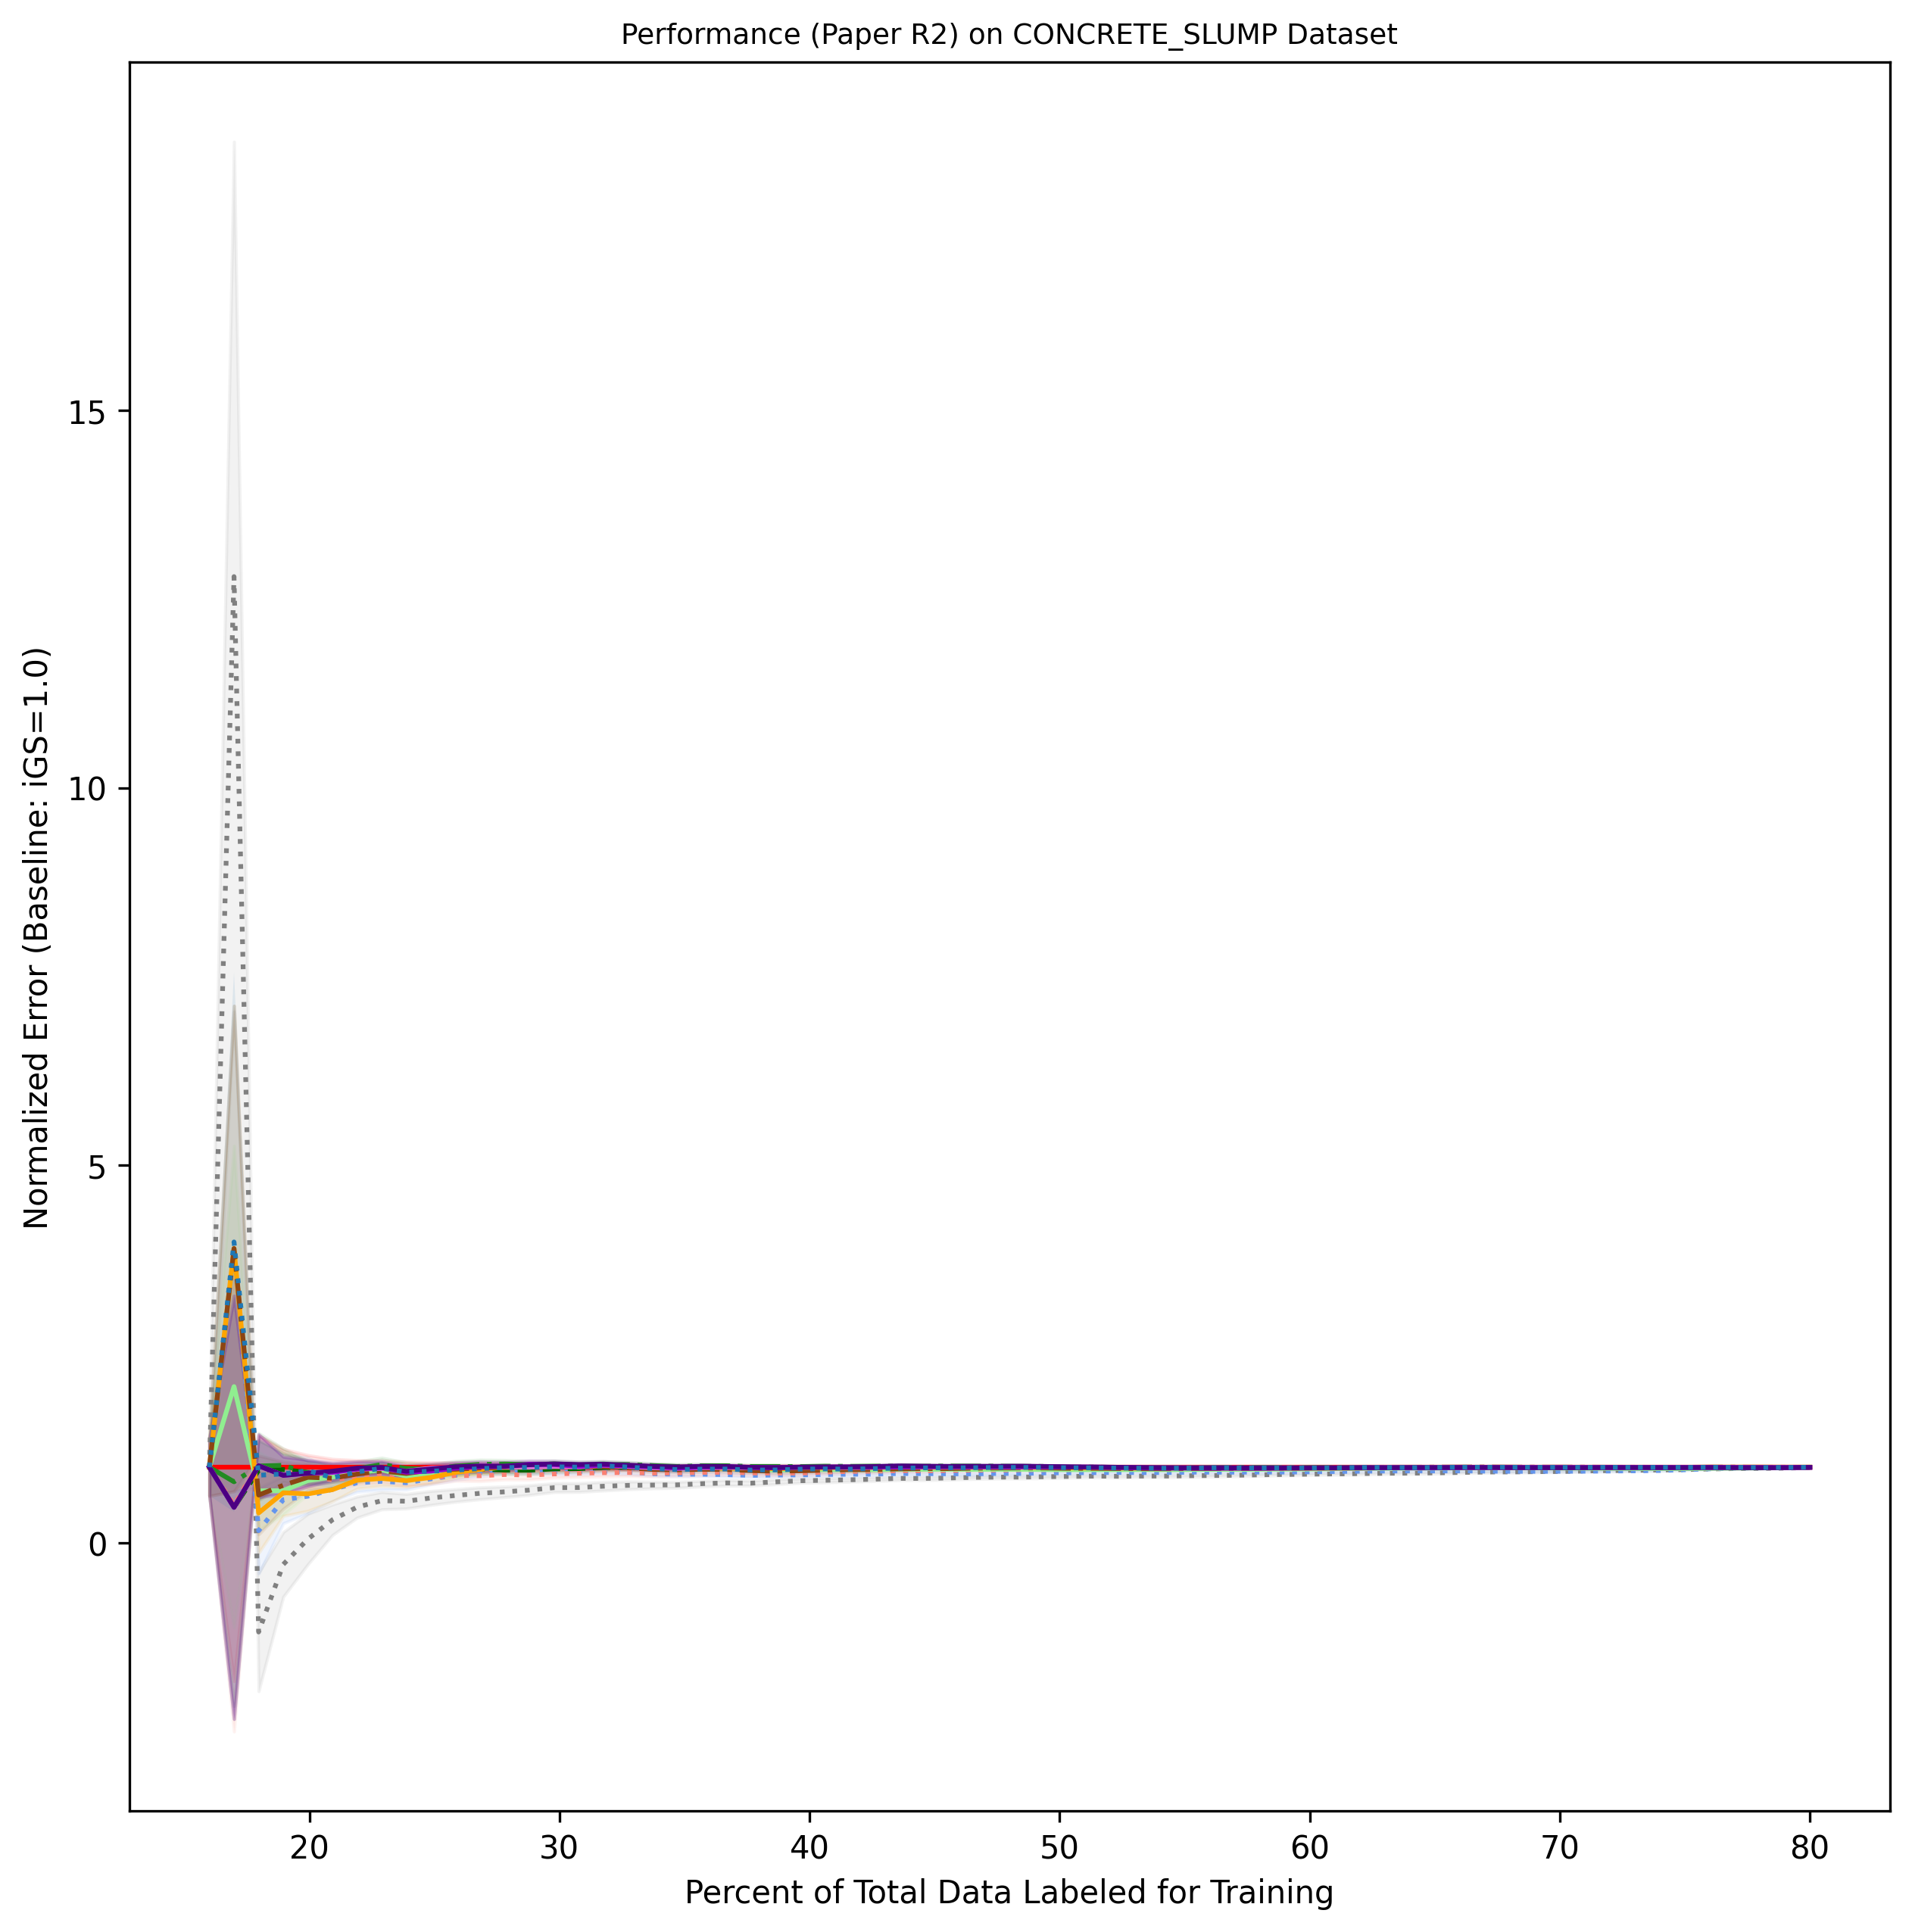 Performance (Paper R2) on CONCRETE_SLUMP Dataset
Normalized Error (Baseline: iGS=1.0)
15
10
5
0
20 30 40 50 60 70 80
Percent of Total Data Labeled for Training